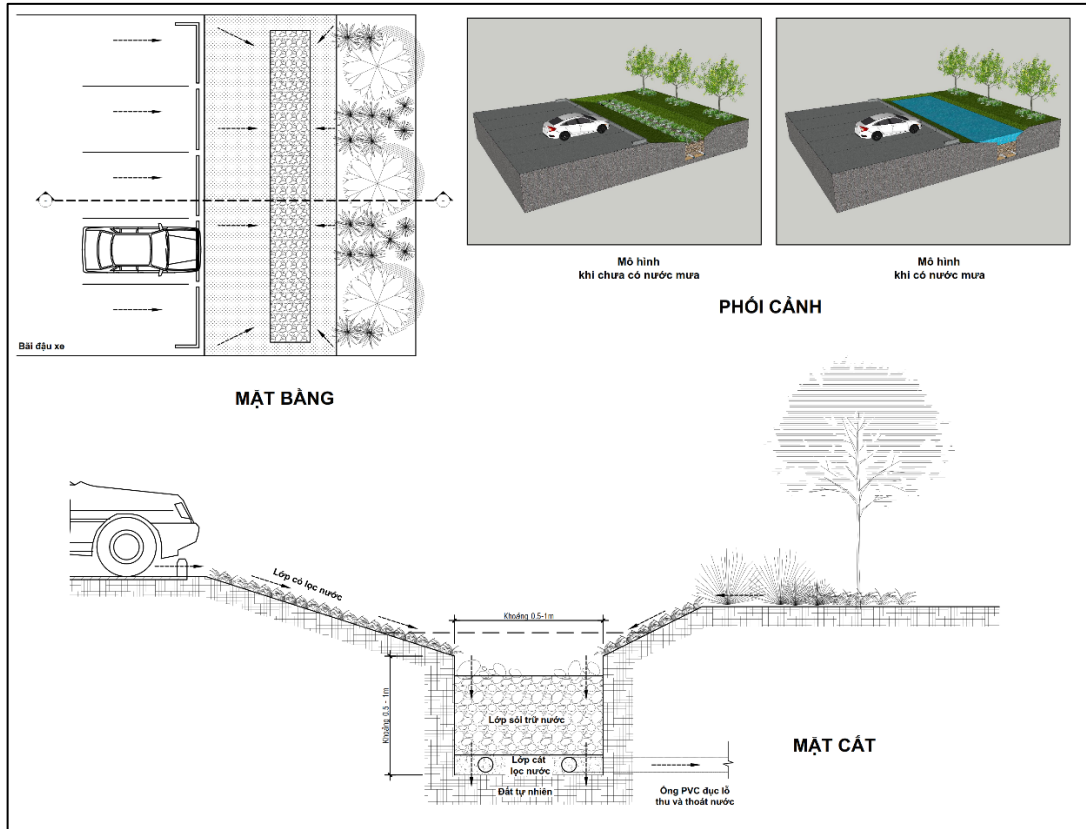 Bãi đậu xe
MẶT BẰNG
Mô hình
khi chưa có nước mưa
Mô hình
khi có nước mưa
PHỐI CẢNH
Lớp cỏ lọc nước
Khoảng 0.5-1m
Khoảng 0.5 - 1m
Lớp sỏi trữ nước
Lớp cát
lọc nước
Đất tự nhiên
MẶT CẮT
Ông PVC đục lỗ
thu và thoát nước